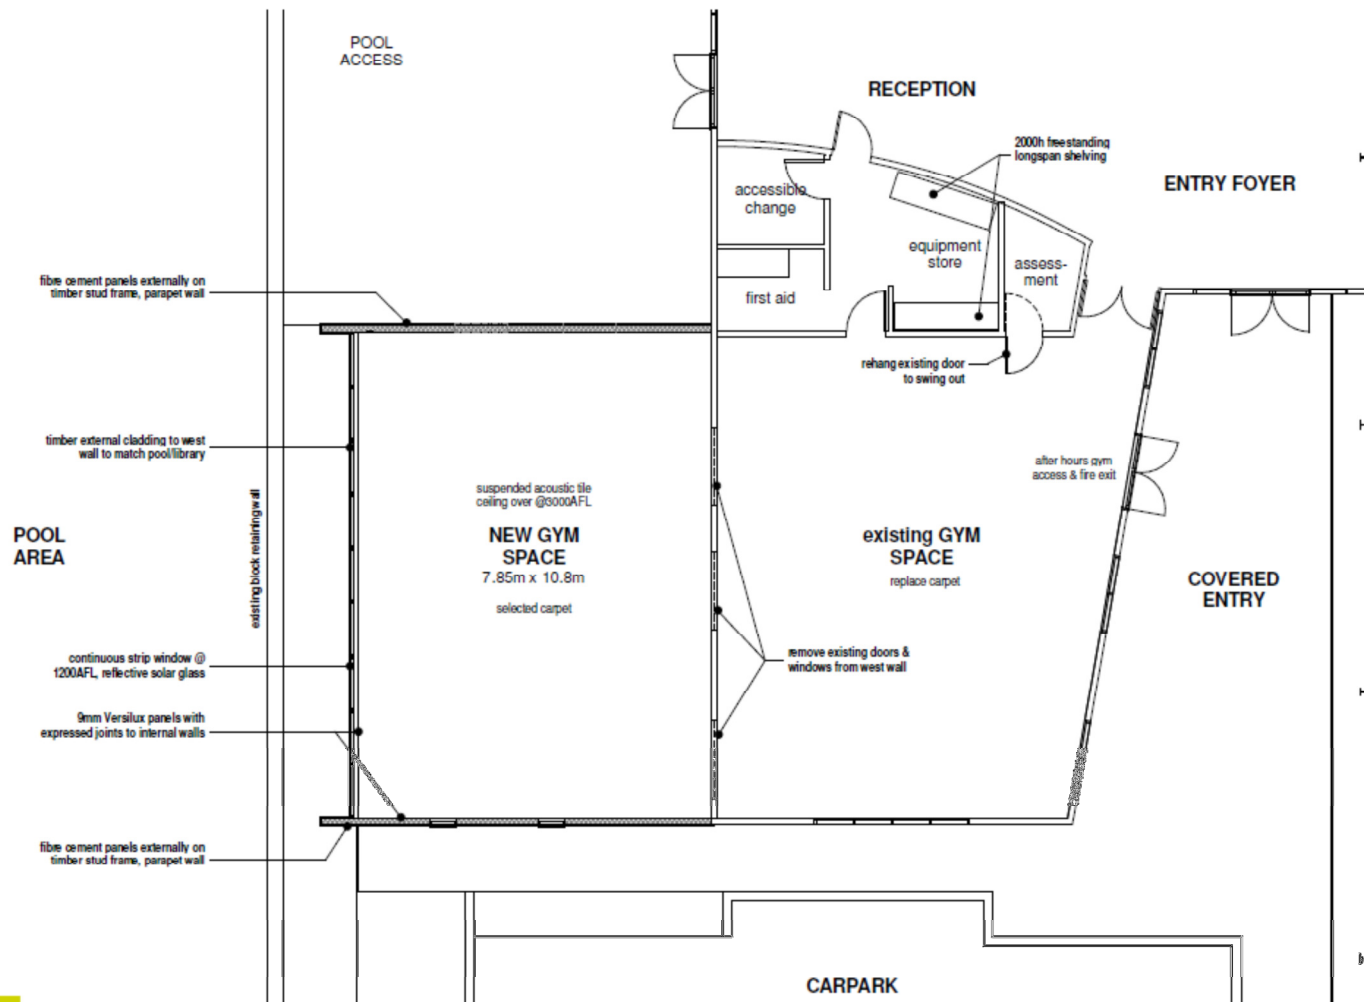 POOL
ACCESS
RECEPTION
2000h freestanding
longspan shelving
ENTRY FOYER
accessible
change
equipment
store
assess-
ment
first aid
fibre cement panels externally on
timber stud frame, parapet wall
rehang existing door
to swing out
timber external cladding to west
wall to match pool/library
after hours gym
access & fire exit
suspended acoustic tile
ceiling over @3000AFL
POOL
AREA
existing block retaining wall
NEW GYM
SPACE
7.85m x 10.8m
selected carpet
existing GYM
SPACE
replace carpet
COVERED
ENTRY
continuous strip window @
1200AFL, reflective solar glass
remove existing doors &
windows from west wall
9mm Versilux panels with
expressed joints to internal walls
fibre cement panels externally on
timber stud frame, parapet wall
CARPARK